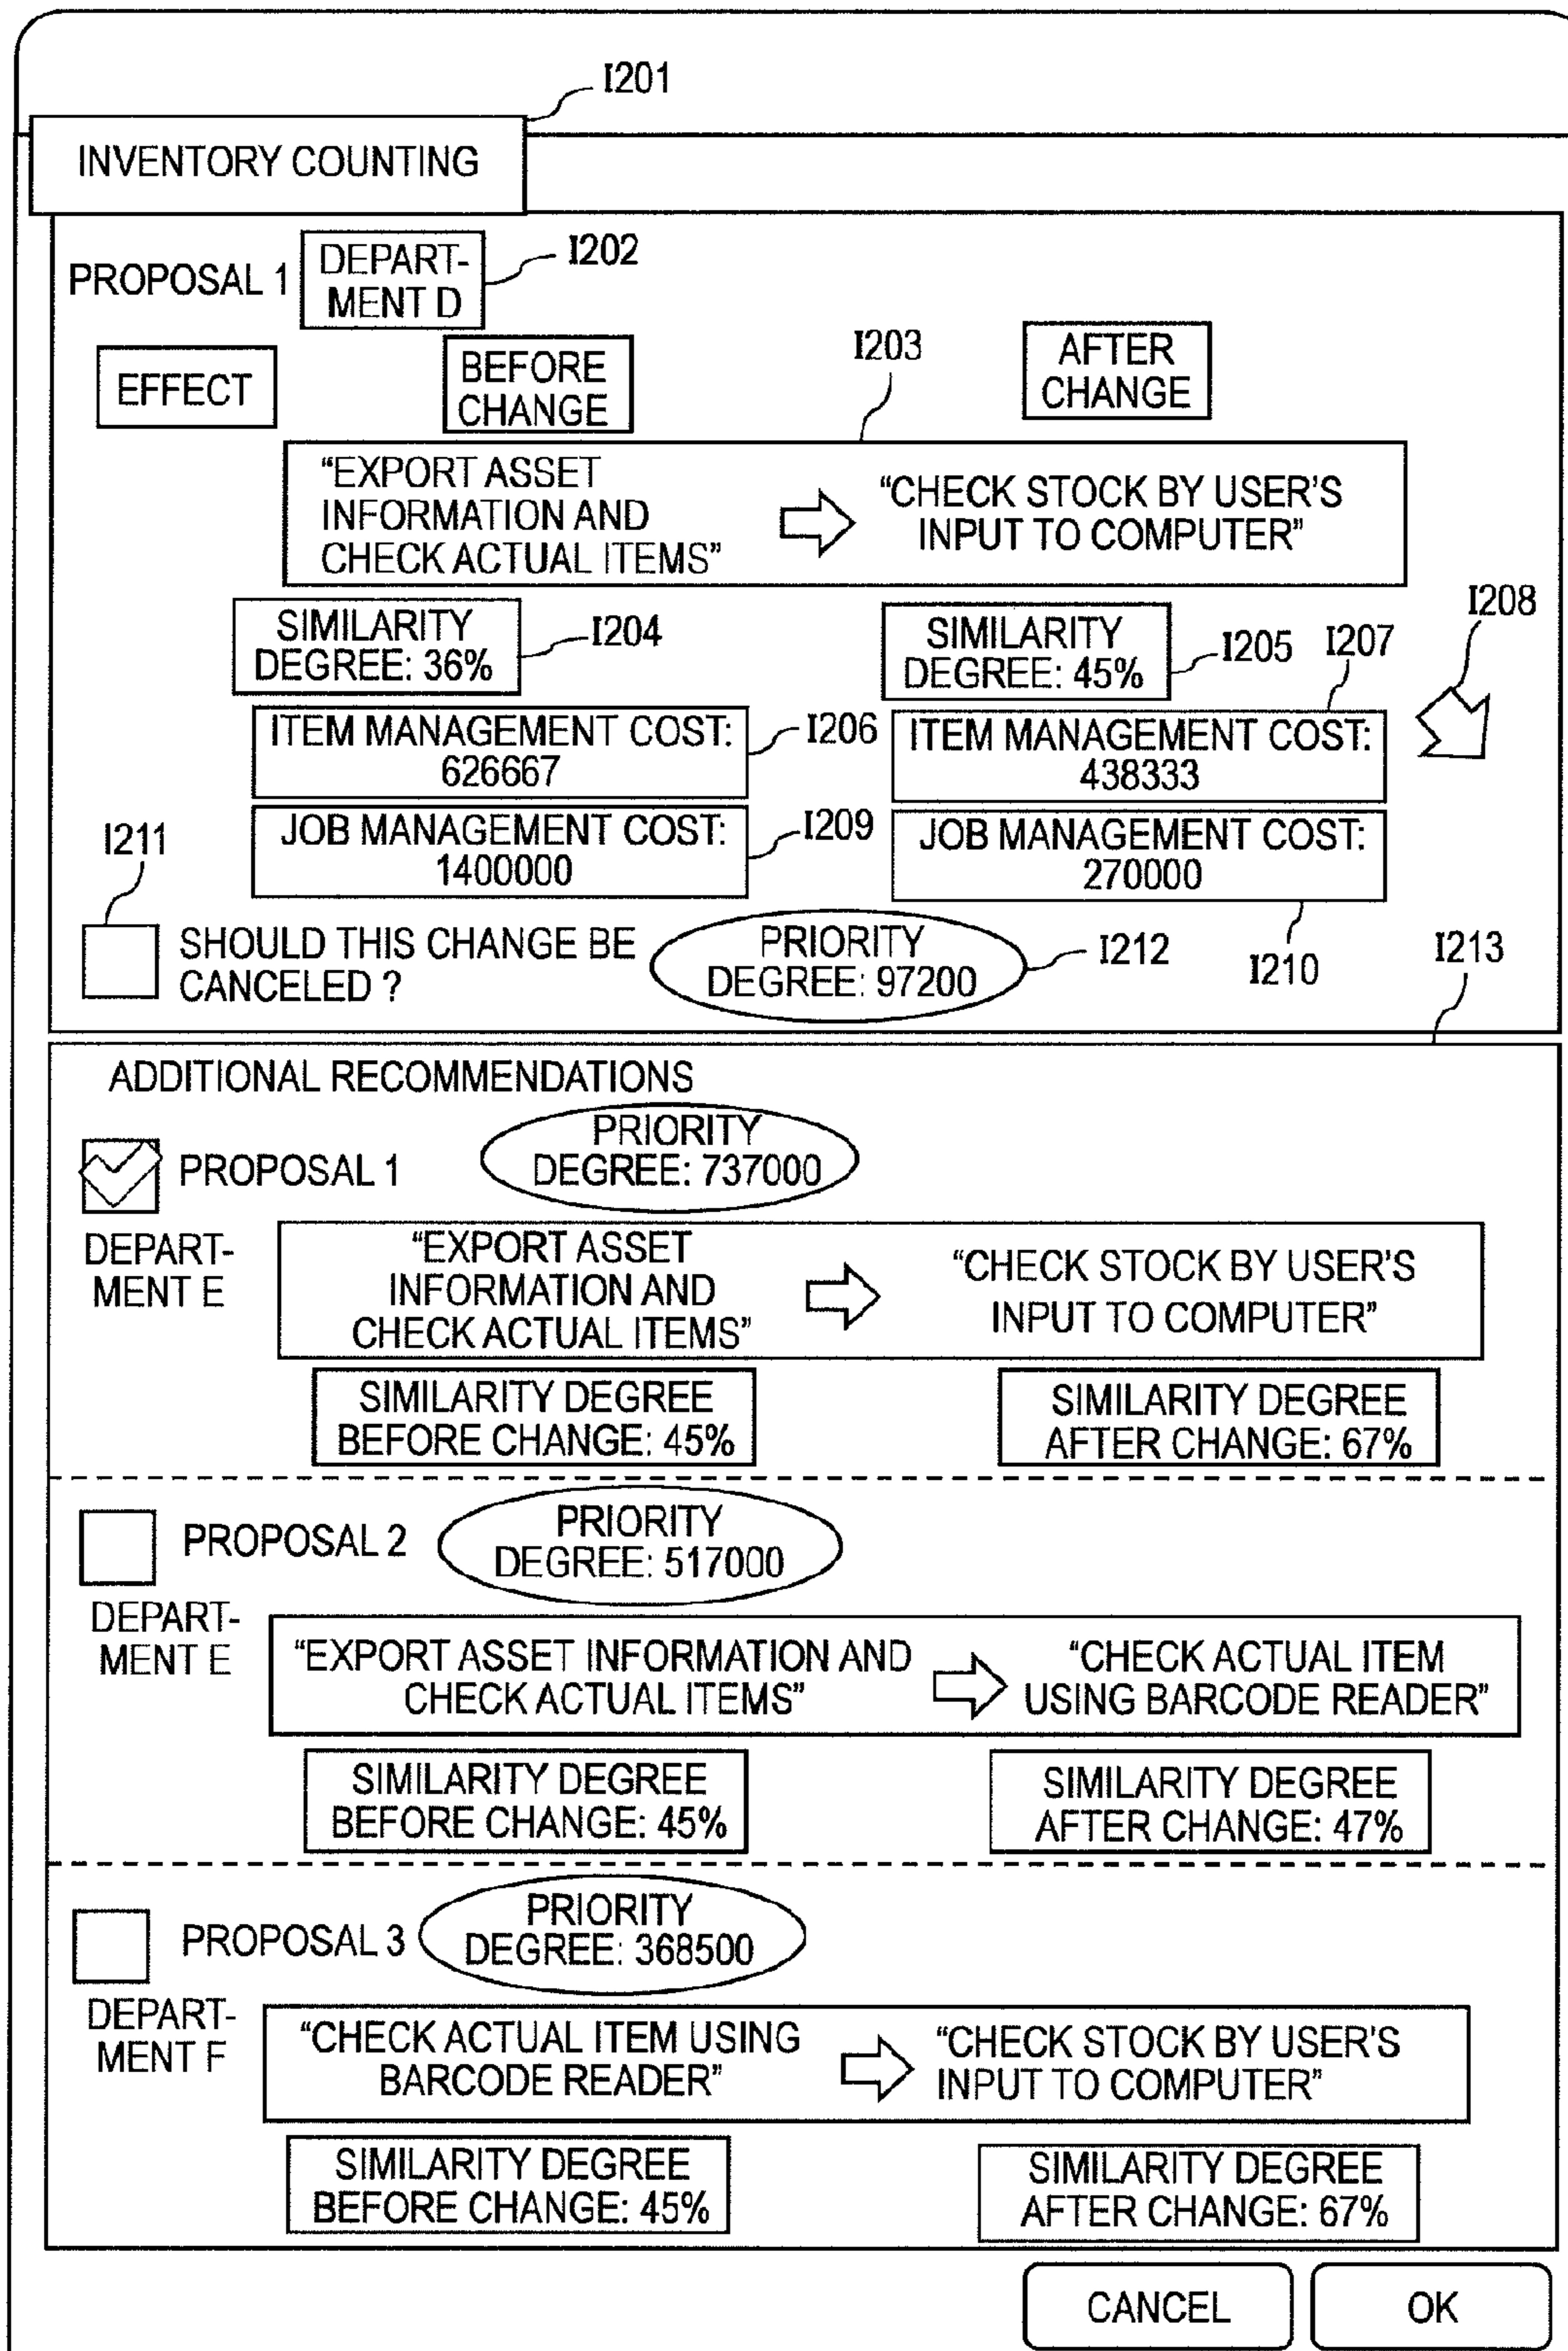 I201
INVENTORY COUNTING
PROPOSAL 1
DEPART-
MENT D
I202
EFFECT
BEFORE
CHANGE
I203
AFTER
CHANGE
“EXPORT ASSET
INFORMATION AND
CHECK ACTUAL ITEMS”
“CHECK STOCK BY USER’S
INPUT TO COMPUTER”
SIMILARITY
DEGREE: 36%
I204
SIMILARITY
DEGREE: 45%
I205
I207
I208
ITEM MANAGEMENT COST:
626667
I206
ITEM MANAGEMENT COST:
438333
JOB MANAGEMENT COST:
1400000
I209
JOB MANAGEMENT COST:
270000
I211
SHOULD THIS CHANGE BE
CANCELED ?
PRIORITY
DEGREE: 97200
I212
I210
I213
ADDITIONAL RECOMMENDATIONS
PROPOSAL 1
PRIORITY
DEGREE: 737000
DEPART-
MENT E
“EXPORT ASSET
INFORMATION AND
CHECK ACTUAL ITEMS”
“CHECK STOCK BY USER’S
INPUT TO COMPUTER”
SIMILARITY DEGREE
BEFORE CHANGE: 45%
SIMILARITY DEGREE
AFTER CHANGE: 67%
PROPOSAL 2
PRIORITY
DEGREE: 517000
DEPART-
MENT E
“EXPORT ASSET INFORMATION AND
CHECK ACTUAL ITEMS”
“CHECK ACTUAL ITEM
USING BARCODE READER”
SIMILARITY DEGREE
BEFORE CHANGE: 45%
SIMILARITY DEGREE
AFTER CHANGE: 47%
PROPOSAL 3
PRIORITY
DEGREE: 368500
DEPART-
MENT F
“CHECK ACTUAL ITEM USING
BARCODE READER”
“CHECK STOCK BY USER’S
INPUT TO COMPUTER”
SIMILARITY DEGREE
BEFORE CHANGE: 45%
SIMILARITY DEGREE
AFTER CHANGE: 67%
CANCEL
OK